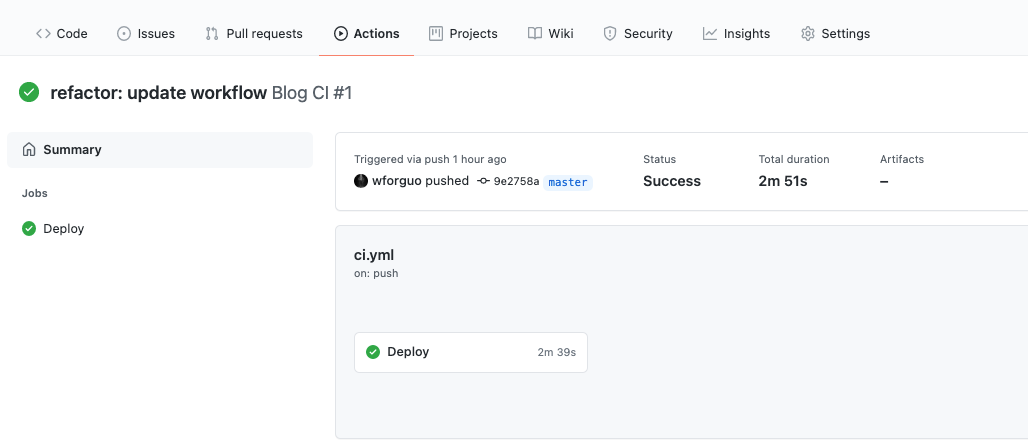 Code Issues Pull requests Actions Projects Wiki Security Insights Settings
refactor: update workflow Blog CI #1
Summary
Jobs
Deploy
Triggered via push 1 hour ago
wforguo pushed 9e2758a master
Status
Success
Total duration
2m 51s
Artifacts
–
ci.yml
on: push
Deploy 2m 39s